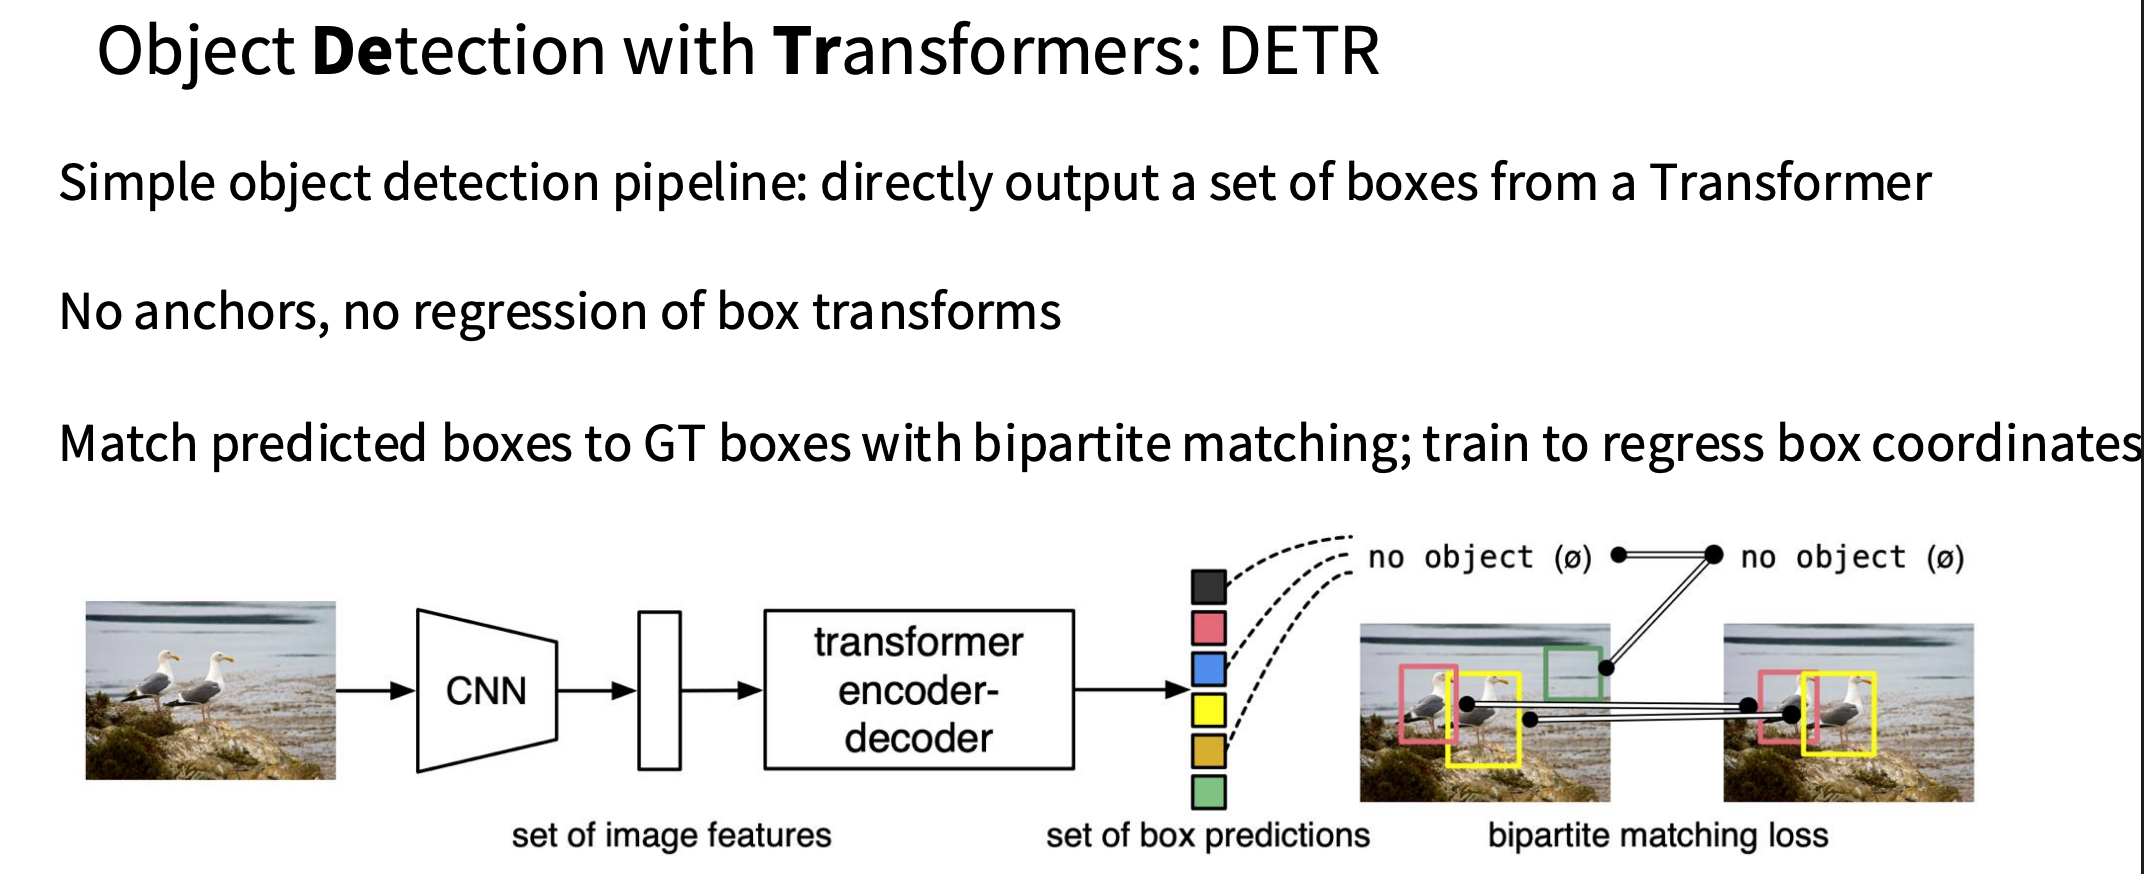 Object Detection with Transformers: DETR
Simple object detection pipeline: directly output a set of boxes from a Transformer
No anchors, no regression of box transforms
Match predicted boxes to GT boxes with bipartite matching; train to regress box coordinates
no object (ø)
no object (ø)
CNN
transformer
encoder-
decoder
set of image features
set of box predictions
bipartite matching loss